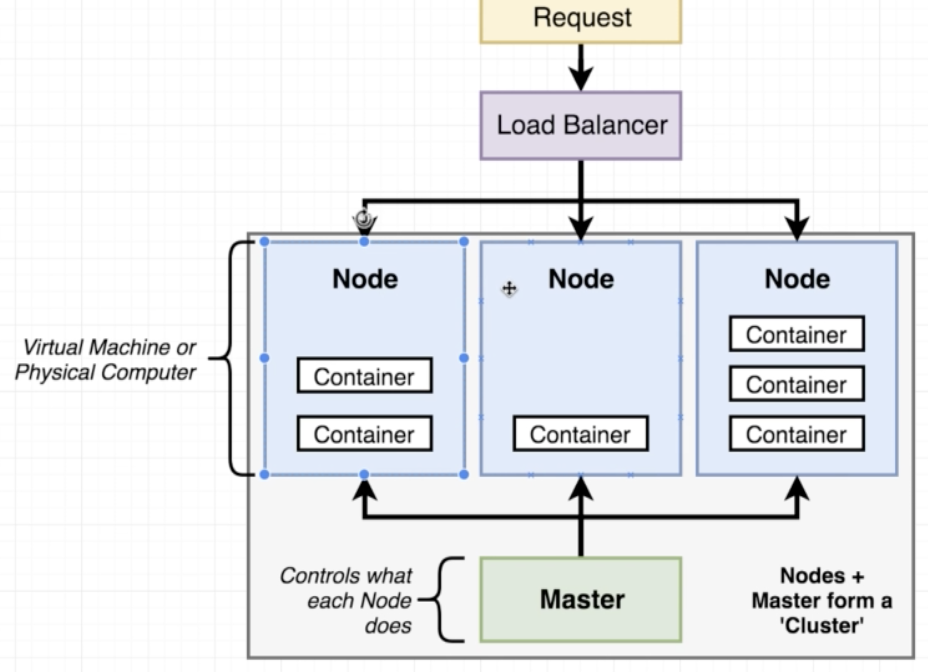 Request
Load Balancer
Node
Node
Node
Container
Container
Container
Container
Container
Container
Virtual Machine or
Physical Computer
Controls what
each Node
does
Master
Nodes +
Master form a
'Cluster'